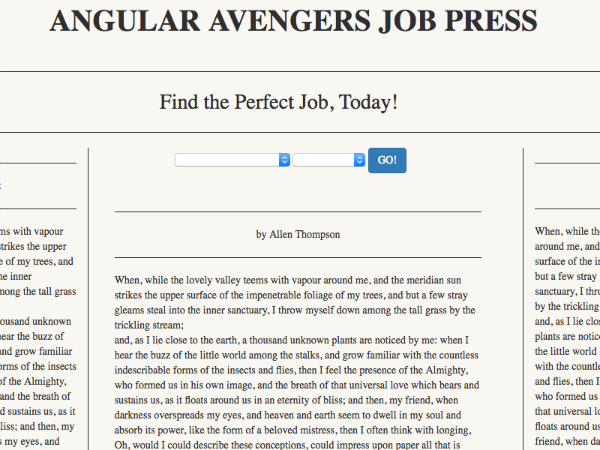 ANGULAR AVENGERS JOB PRESS
Find the Perfect Job, Today!
GO!
ms with vapour
strikes the upper
e of my trees, and
he inner
mong the tall grass
housand unknown
hear the buzz of
and grow familiar
orms of the insects
of the Almighty,
and the breath of
d sustains us, as it
liss; and then, my
s my eyes, and
by Allen Thompson
When, while the lovely valley teems with vapour around me, and the meridian sun
strikes the upper surface of the impenetrable foliage of my trees, and but a few stray
gleams steal into the inner sanctuary, I throw myself down among the tall grass by the
trickling stream;
and, as I lie close to the earth, a thousand unknown plants are noticed by me: when I
hear the buzz of the little world among the stalks, and grow familiar with the countless
indescribable forms of the insects and flies, then I feel the presence of the Almighty,
who formed us in his own image, and the breath of that universal love which bears and
sustains us, as it floats around us in an eternity of bliss; and then, my friend, when
darkness overspreads my eyes, and heaven and earth seem to dwell in my soul and
absorb its power, like the form of a beloved mistress, then I often think with longing,
Oh, would I could describe these conceptions, could impress upon paper all that is
When, while th
around me, and
surface of the in
but a few stray
sanctuary, I thro
by the trickling
and, as I lie clos
plants are notic
the little world
with the countle
and flies, then I
who formed us
that universal lo
floats around us
friend, when da